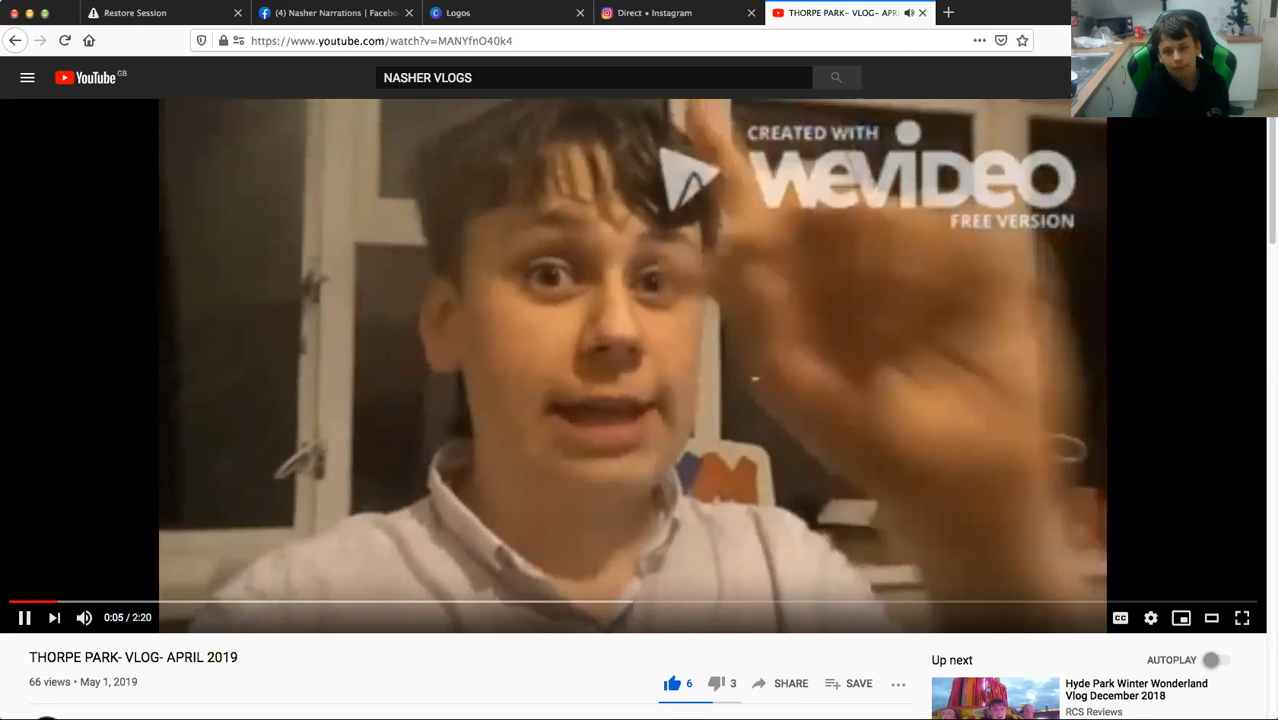 Restore Session
(4) Nasher Narrations | Facebo
Logos
Direct • Instagram
THORPE PARK- VLOG- APRI
https://www.youtube.com/watch?v=MANYfnO40k4
YouTube GB
NASHER VLOGS
CREATED WITH
WEVIDEO
FREE VERSION
0:05 / 2:20
CC
THORPE PARK- VLOG- APRIL 2019
66 views • May 1, 2019
6
3
SHARE
SAVE
Up next
AUTOPLAY
Hyde Park Winter Wonderland
Vlog December 2018
RCS Reviews